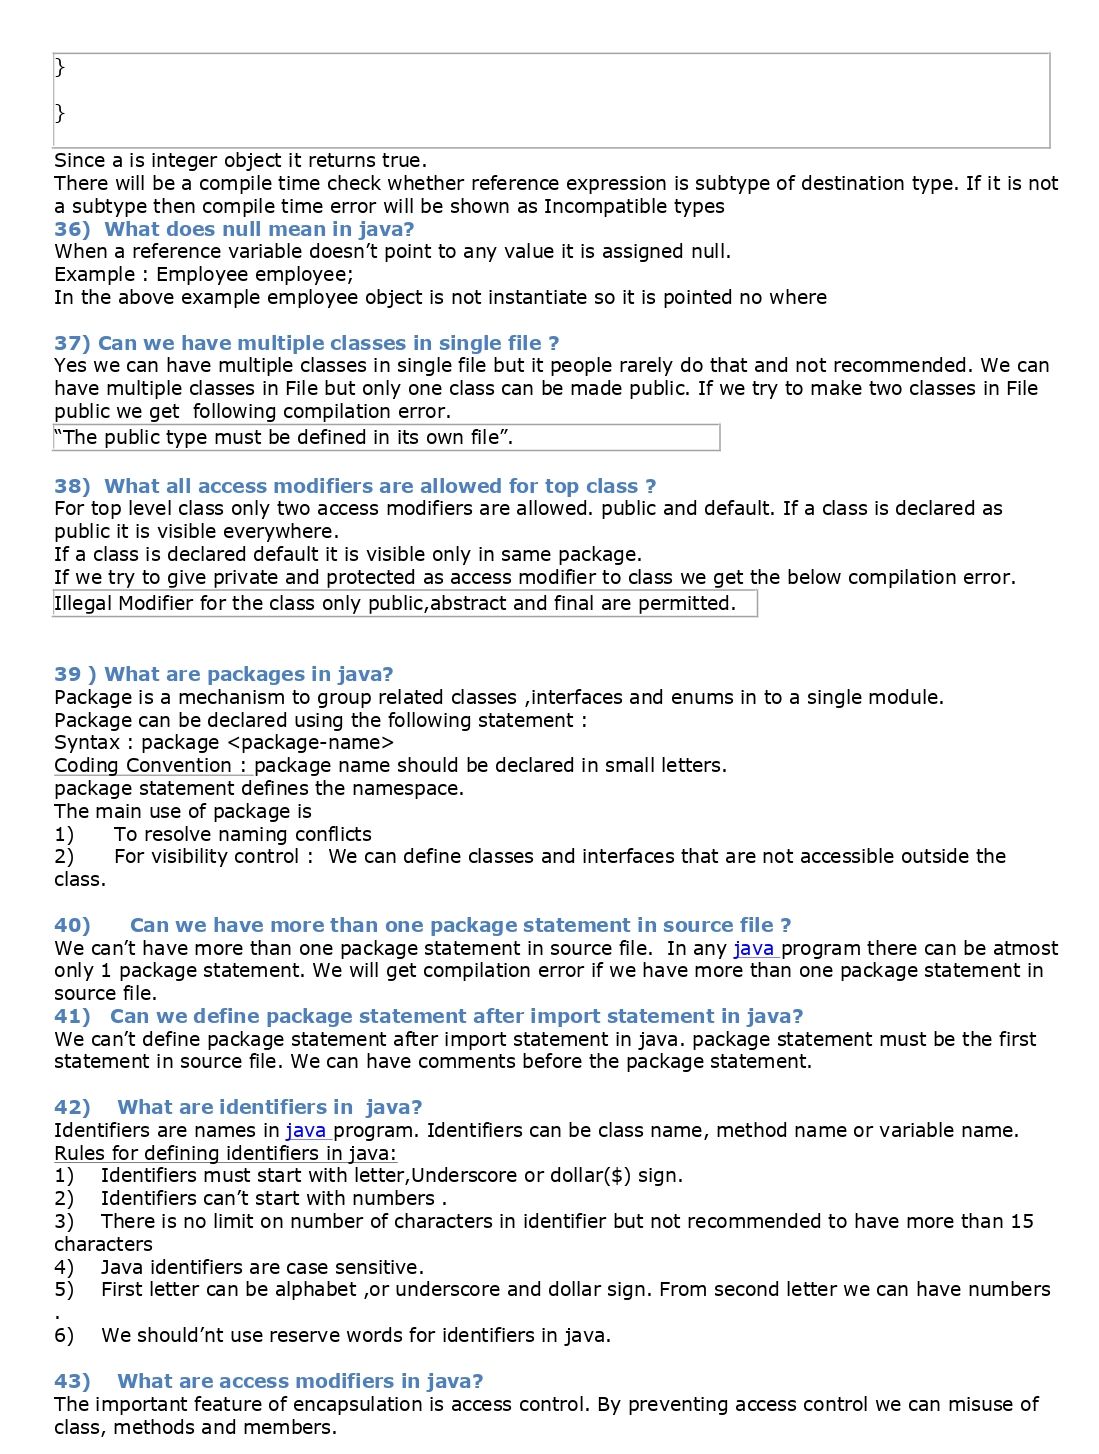 }
}
Since a is integer object it returns true.
There will be a compile time check whether reference expression is subtype of destination type. If it is not
a subtype then compile time error will be shown as Incompatible types
36)  What does null mean in java?
When a reference variable doesn’t point to any value it is assigned null.
Example : Employee employee;
In the above example employee object is not instantiate so it is pointed no where
37) Can we have multiple classes in single file ?
Yes we can have multiple classes in single file but it people rarely do that and not recommended. We can
have multiple classes in File but only one class can be made public. If we try to make two classes in File
public we get  following compilation error.
“The public type must be defined in its own file”.
38)  What all access modifiers are allowed for top class ?
For top level class only two access modifiers are allowed. public and default. If a class is declared as
public it is visible everywhere.
If a class is declared default it is visible only in same package.
If we try to give private and protected as access modifier to class we get the below compilation error.
Illegal Modifier for the class only public,abstract and final are permitted.
39 ) What are packages in java?
Package is a mechanism to group related classes ,interfaces and enums in to a single module.
Package can be declared using the following statement :
Syntax : package <package-name>
Coding Convention : package name should be declared in small letters.
package statement defines the namespace.
The main use of package is
1)      To resolve naming conflicts
2)      For visibility control :  We can define classes and interfaces that are not accessible outside the
class.
40)      Can we have more than one package statement in source file ?
We can’t have more than one package statement in source file.  In any java program there can be atmost
only 1 package statement. We will get compilation error if we have more than one package statement in
source file.
41)   Can we define package statement after import statement in java?
We can’t define package statement after import statement in java. package statement must be the first
statement in source file. We can have comments before the package statement.
42)    What are identifiers in  java?
Identifiers are names in java program. Identifiers can be class name, method name or variable name.
Rules for defining identifiers in java:
1)    Identifiers must start with letter,Underscore or dollar($) sign.
2)    Identifiers can’t start with numbers .
3)    There is no limit on number of characters in identifier but not recommended to have more than 15
characters
4)    Java identifiers are case sensitive.
5)    First letter can be alphabet ,or underscore and dollar sign. From second letter we can have numbers
.
6)    We should’nt use reserve words for identifiers in java.
43)    What are access modifiers in java?
The important feature of encapsulation is access control. By preventing access control we can misuse of
class, methods and members.